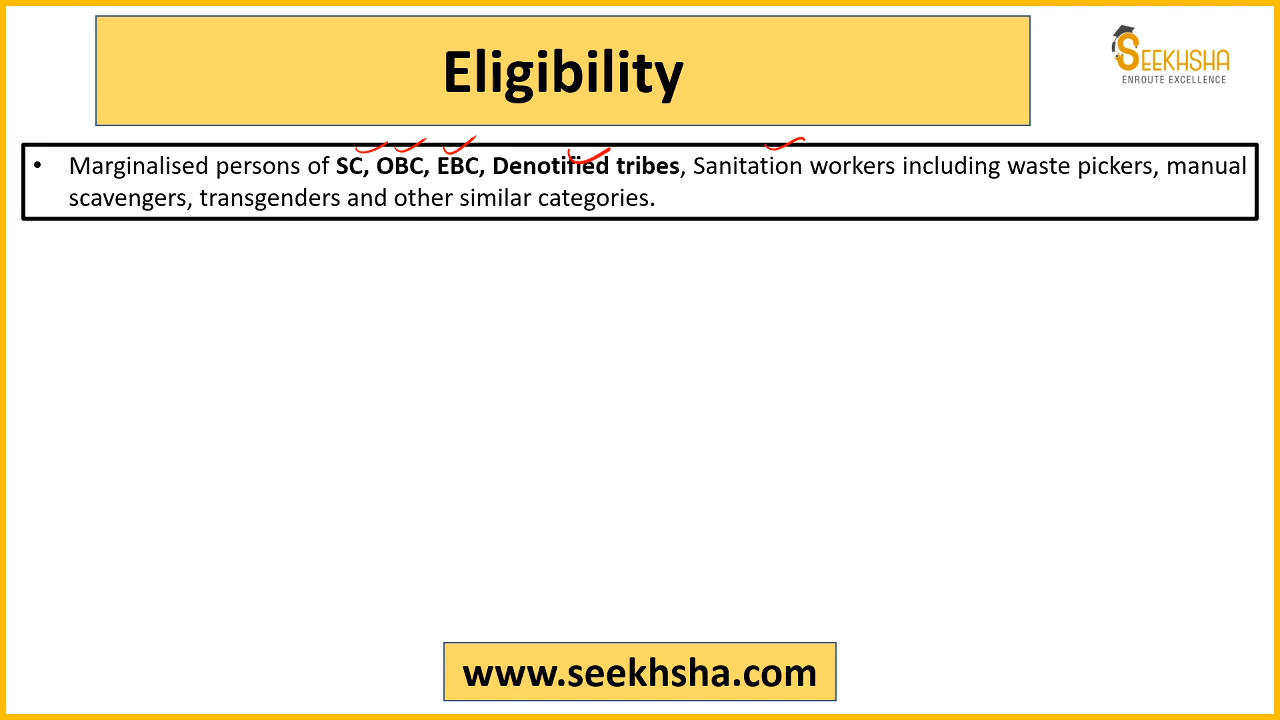 Eligibility
SEEKHSHA
ENROUTE EXCELLENCE
• Marginalised persons of SC, OBC, EBC, Denotified tribes, Sanitation workers including waste pickers, manual
scavengers, transgenders and other similar categories.
www.seekhsha.com